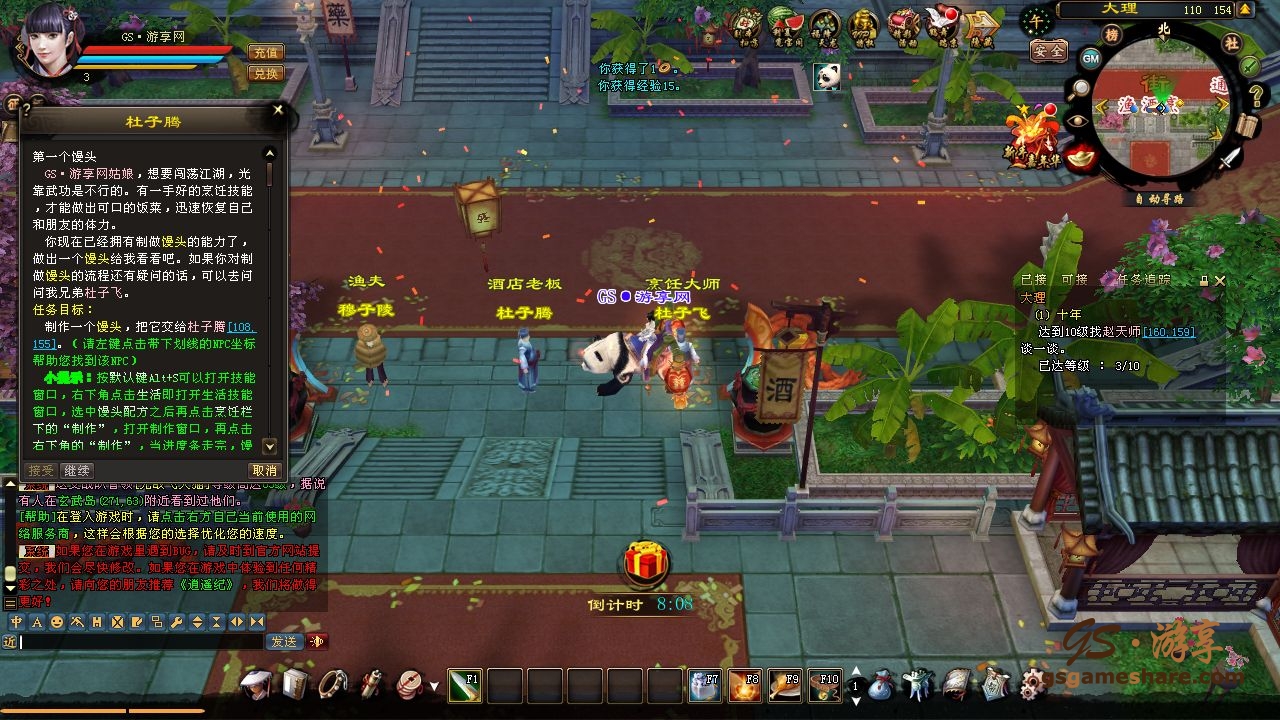 GS·游享网
3
充值
兑换
藥
你获得了1
你获得经验15。
午
安全
大理
110 154
北
榜
社
GM
街
通
渔
酒
自动寻路
杜子腾
第一个馒头
GS·游享网姑娘，想要闯荡江湖，光
靠武功是不行的。有一手好的烹饪技能
，才能做出可口的饭菜，迅速恢复自己
和朋友的体力。
你现在已经拥有制做馒头的能力了，
做出一个馒头给我看看吧。如果你对制
做馒头的流程还有疑问的话，可以去问
问我兄弟杜子飞。
任务目标：
制作一个馒头，把它交给杜子腾[108,
155]。（请左键点击带下划线的NPC坐标
帮助您找到该NPC）
小提示：按默认键Alt+S可以打开技能
窗口，右下角点击生活即打开生活技能
窗口，选中馒头配方之后再点击烹饪栏
下的“制作”，打开制作窗口，再点击
右下角的“制作”，当进度条走完，馒
接受 继续 取消
盛
渔夫
穆子陵
酒店老板
杜子腾
烹饪大师
GS●游享网
杜子飞
酒
已接 可接 任务追踪
大理
(1) 十年
达到10级找赵天师[160,159]
谈一谈。
已达等级 ： 3/10
，据说
有人在玄武岛(271,63)附近看到过他们。
[帮助]在登入游戏时，请点击右方自己当前使用的网
络服务商，这样会根据您的选择优化您的速度。
系统 如果您在游戏里遇到BUG，请及时到官方网站提
交，我们会尽快修改。如果您在游戏中体验到任何精
彩之处，请向您的朋友推荐《逍遥纪》，我们将做得
更好！
倒计时 8:08
近
发送
F1
F7
F8
F9
F10
1
GS·游享
gsgameshare.com